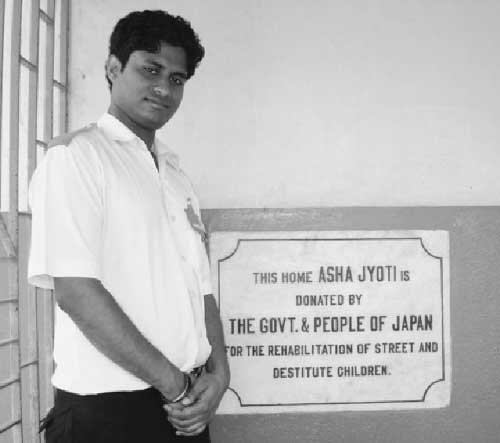 THIS HOME ASHA JYOTI IS
DONATED BY
THE GOVT. & PEOPLE OF JAPAN
FOR THE REHABILITATION OF STREET AND
DESTITUTE CHILDREN.